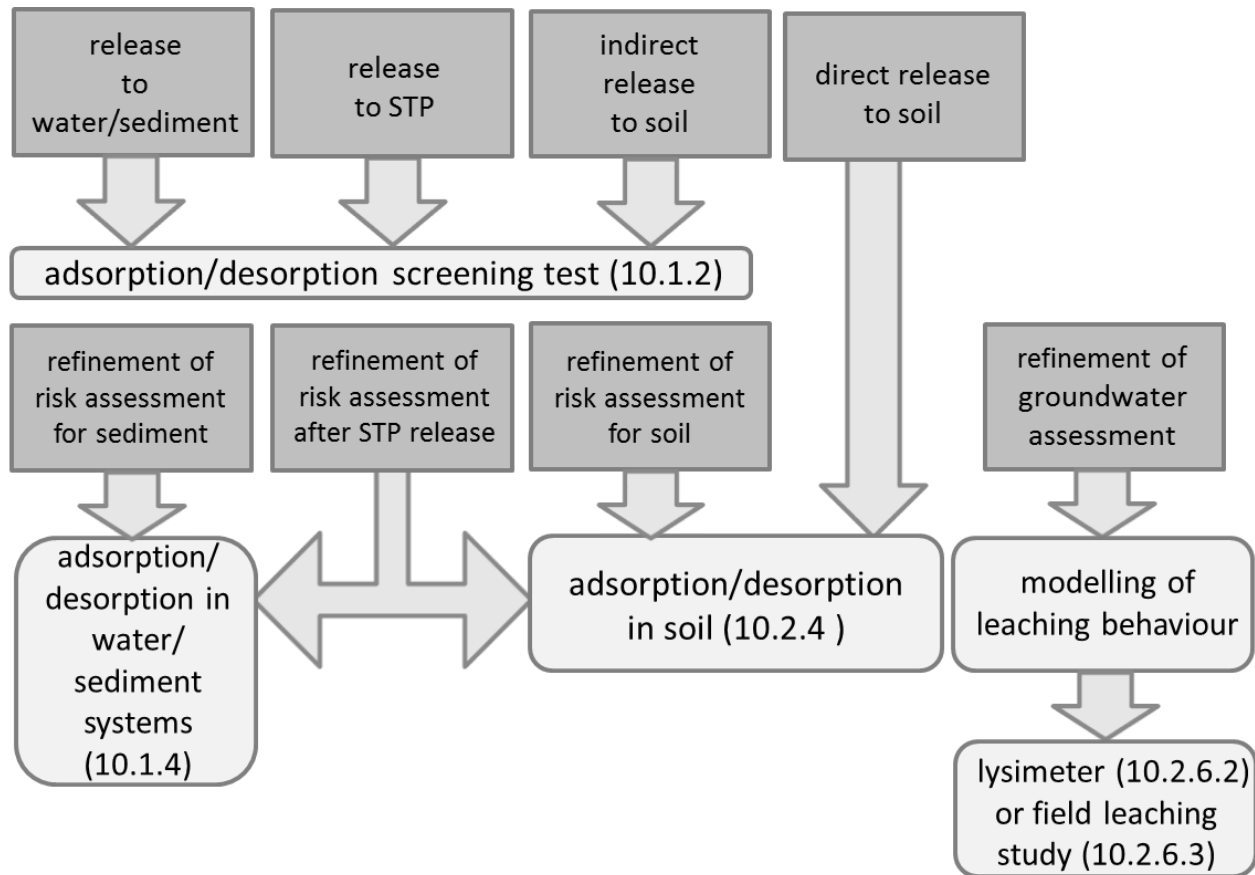 release
to
water/sediment
release
to STP
indirect
release
to soil
direct release
to soil
adsorption/desorption screening test (10.1.2)
refinement of
risk assessment
for sediment
refinement of
risk assessment
after STP release
refinement of
risk assessment
for soil
refinement of
groundwater
assessment
adsorption/
desorption in
water/
sediment
systems
(10.1.4)
adsorption/desorption
in soil (10.2.4 )
modelling of
leaching behaviour
lysimeter (10.2.6.2)
or field leaching
study (10.2.6.3)